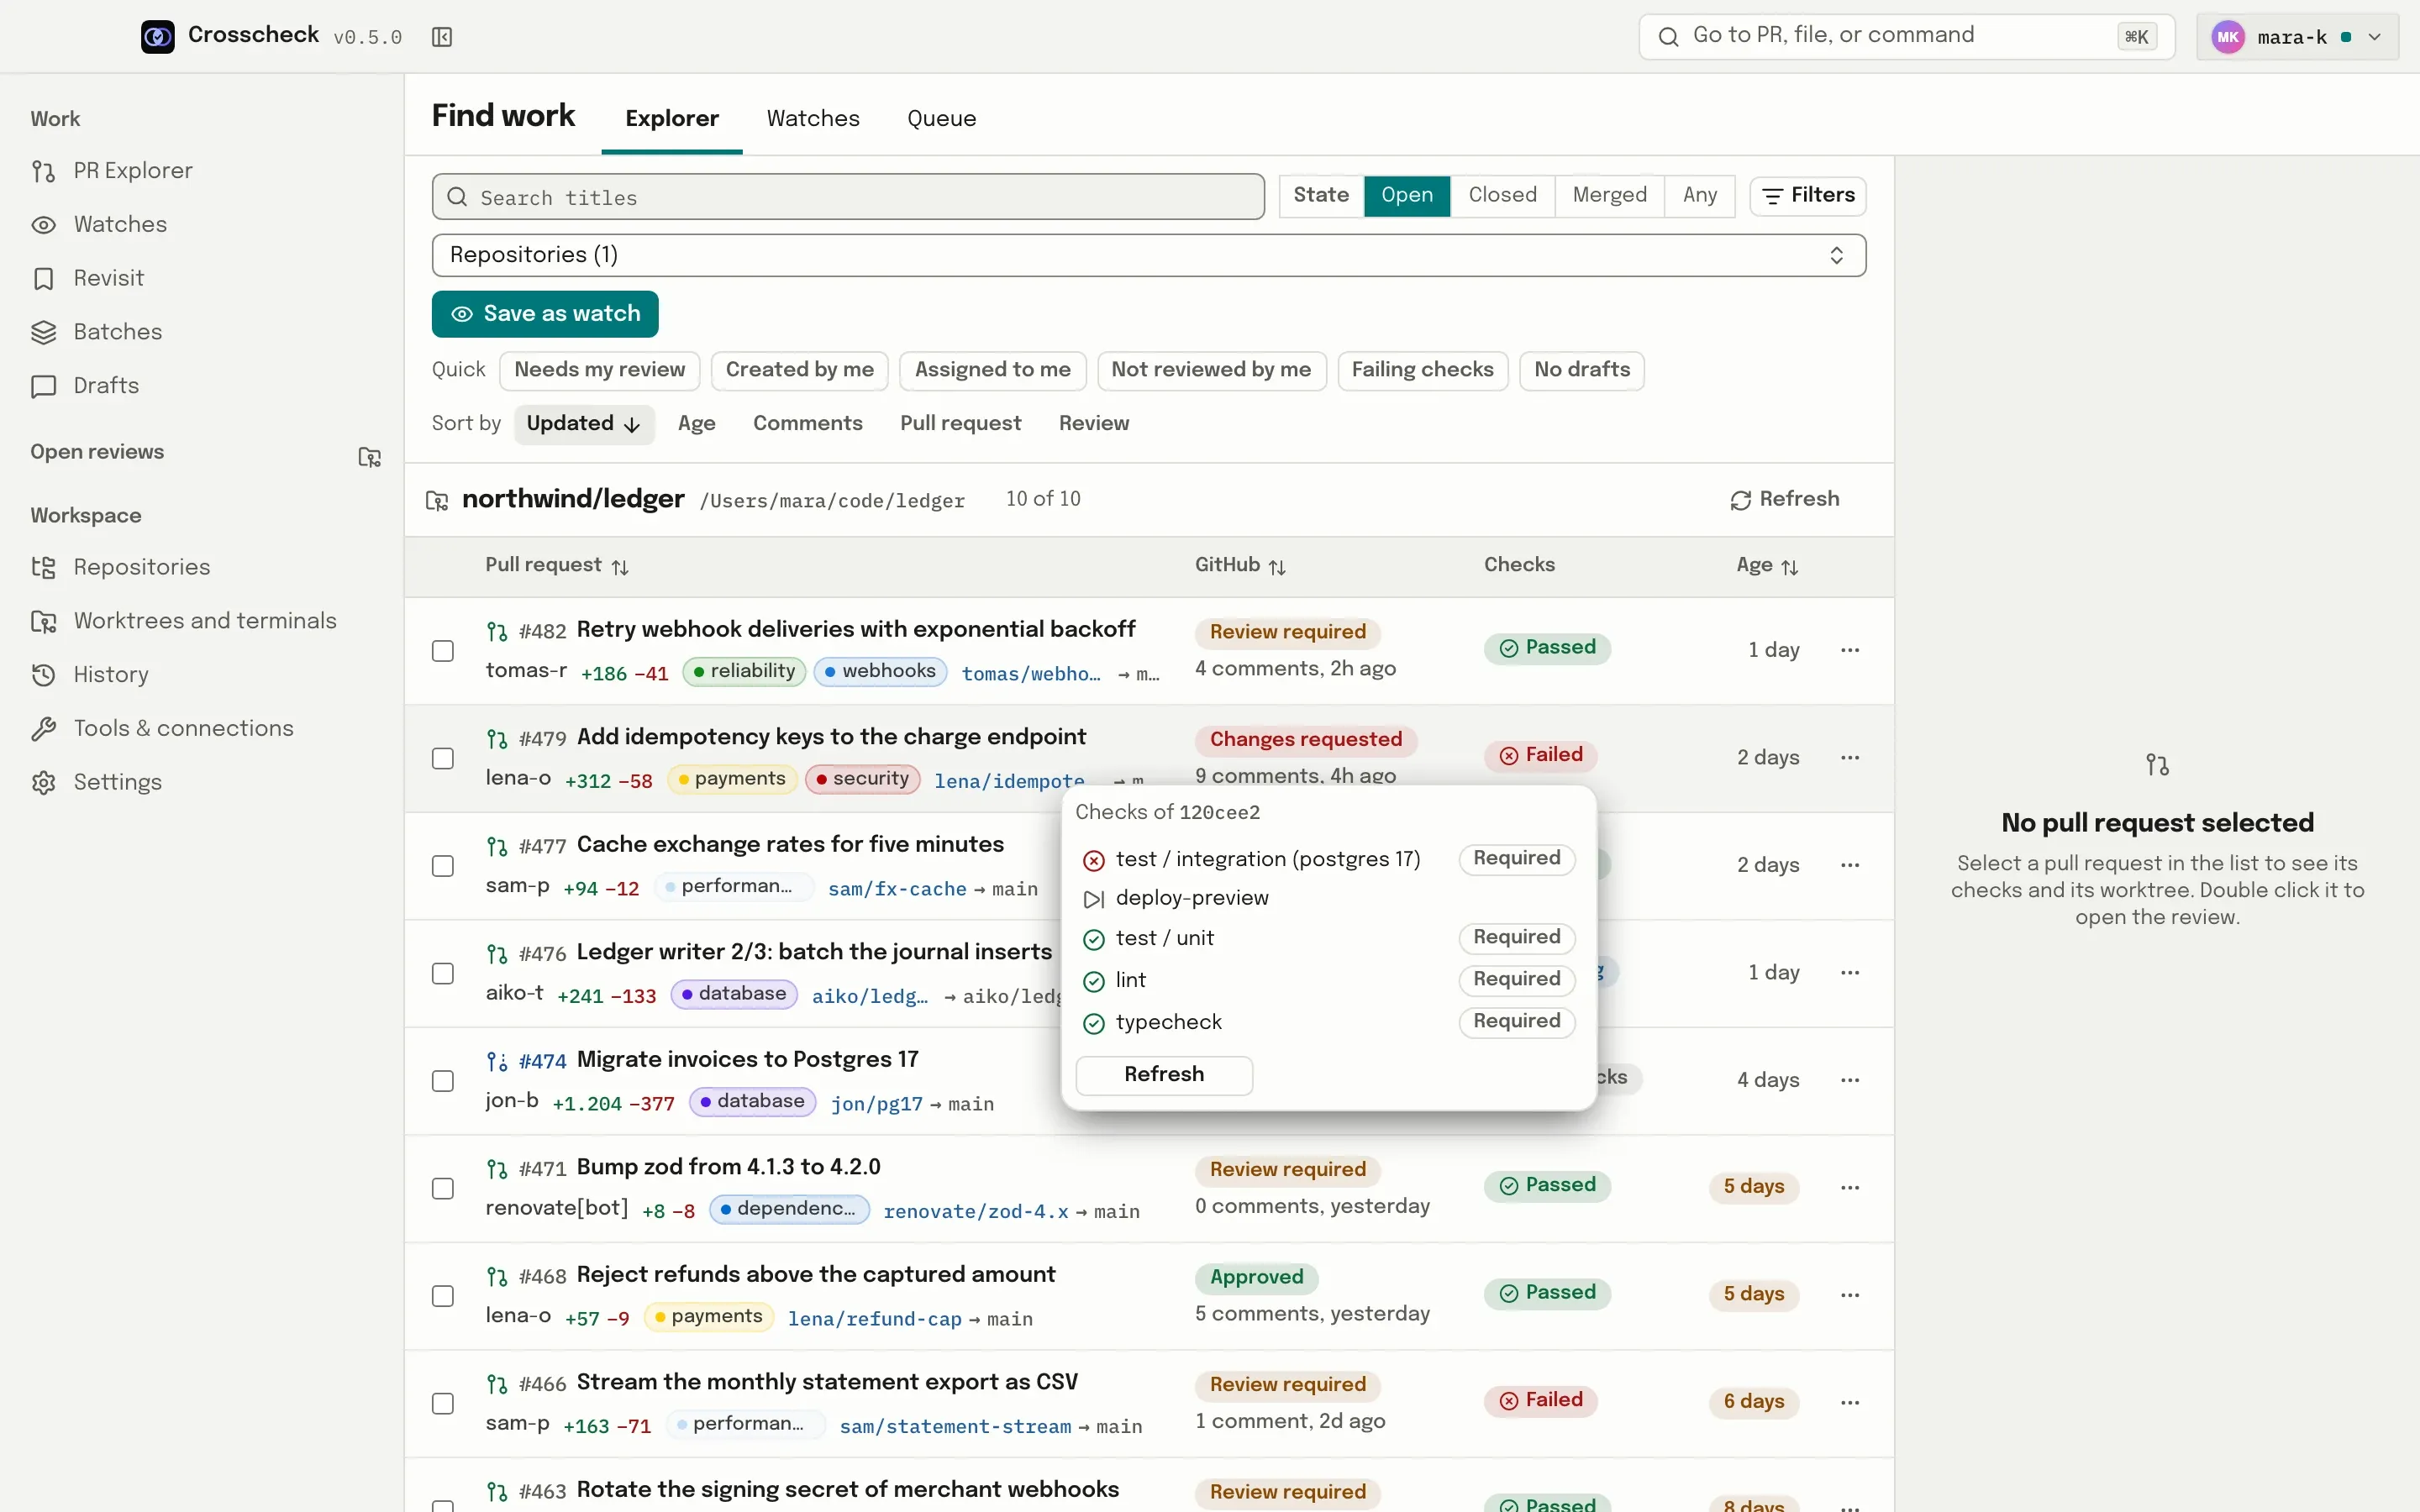 Crosscheck v0.5.0
Go to PR, file, or command ⌘K
MK mara-k
Work
PR Explorer
Watches
Revisit
Batches
Drafts
Open reviews
Workspace
Repositories
Worktrees and terminals
History
Tools & connections
Settings
Find work Explorer Watches Queue
Search titles
State Open Closed Merged Any Filters
Repositories (1)
Save as watch
Quick Needs my review Created by me Assigned to me Not reviewed by me Failing checks No drafts
Sort by Updated ↓ Age Comments Pull request Review
northwind/ledger /Users/mara/code/ledger 10 of 10 Refresh
Pull request GitHub Checks Age
#482 Retry webhook deliveries with exponential backoff Review required Passed 1 day
tomas-r +186 −41 reliability webhooks tomas/webho… → m… 4 comments, 2h ago
#479 Add idempotency keys to the charge endpoint Changes requested Failed 2 days
lena-o +312 −58 payments security lena/idempote → m 9 comments, 4h ago
#477 Cache exchange rates for five minutes 2 days
sam-p +94 −12 performan… sam/fx-cache → main
#476 Ledger writer 2/3: batch the journal inserts 1 day
aiko-t +241 −133 database aiko/ledg… → aiko/ledg
#474 Migrate invoices to Postgres 17 4 days
jon-b +1.204 −377 database jon/pg17 → main
#471 Bump zod from 4.1.3 to 4.2.0 Review required Passed 5 days
renovate[bot] +8 −8 dependenc… renovate/zod-4.x → main 0 comments, yesterday
#468 Reject refunds above the captured amount Approved Passed 5 days
lena-o +57 −9 payments lena/refund-cap → main 5 comments, yesterday
#466 Stream the monthly statement export as CSV Review required Failed 6 days
sam-p +163 −71 performan… sam/statement-stream → main 1 comment, 2d ago
#463 Rotate the signing secret of merchant webhooks Review required Passed 8 days
Checks of 120cee2
test / integration (postgres 17) Required
deploy-preview
test / unit Required
lint Required
typecheck Required
Refresh
No pull request selected
Select a pull request in the list to see its
checks and its worktree. Double click it to
open the review.